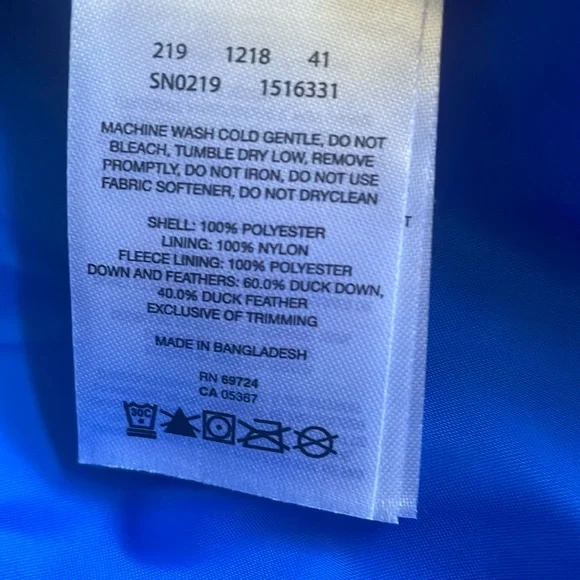 219 1218 41
SN0219 1516331
MACHINE WASH COLD GENTLE, DO NOT
BLEACH, TUMBLE DRY LOW, REMOVE
PROMPTLY, DO NOT IRON, DO NOT USE
FABRIC SOFTENER, DO NOT DRYCLEAN
SHELL: 100% POLYESTER
LINING: 100% NYLON
FLEECE LINING: 100% POLYESTER
DOWN AND FEATHERS: 60.0% DUCK DOWN,
40.0% DUCK FEATHER
EXCLUSIVE OF TRIMMING
MADE IN BANGLADESH
RN 69724
CA 05367
30C
T